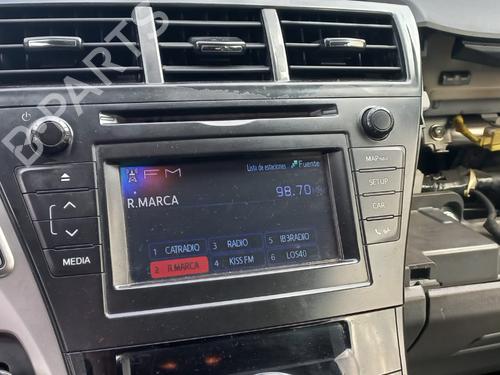 B-PARTS
FM
Lista de estaciones
Fuente
R.MARCA
98.70
1 CATRADIO
3 RADIO
5 IB3RADIO
2 R.MARCA
4 KISS FM
6 LOS40
MAP
SETUP
CAR
MEDIA